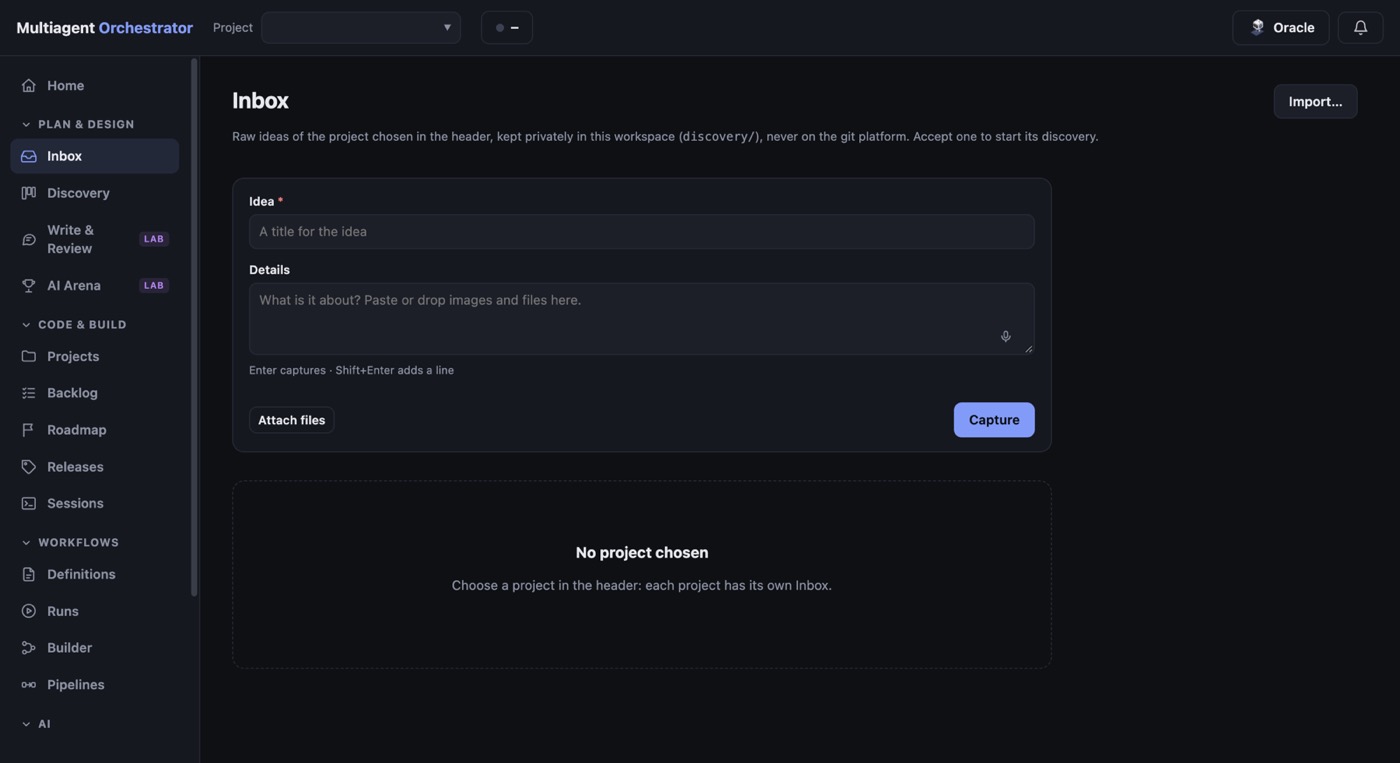 Multiagent Orchestrator
Project
–
Oracle
Home
PLAN & DESIGN
Inbox
Discovery
Write &
Review
LAB
AI Arena
LAB
CODE & BUILD
Projects
Backlog
Roadmap
Releases
Sessions
WORKFLOWS
Definitions
Runs
Builder
Pipelines
AI
Inbox
Import...
Raw ideas of the project chosen in the header, kept privately in this workspace (discovery/), never on the git platform. Accept one to start its discovery.
Idea *
A title for the idea
Details
What is it about? Paste or drop images and files here.
Enter captures · Shift+Enter adds a line
Attach files
Capture
No project chosen
Choose a project in the header: each project has its own Inbox.